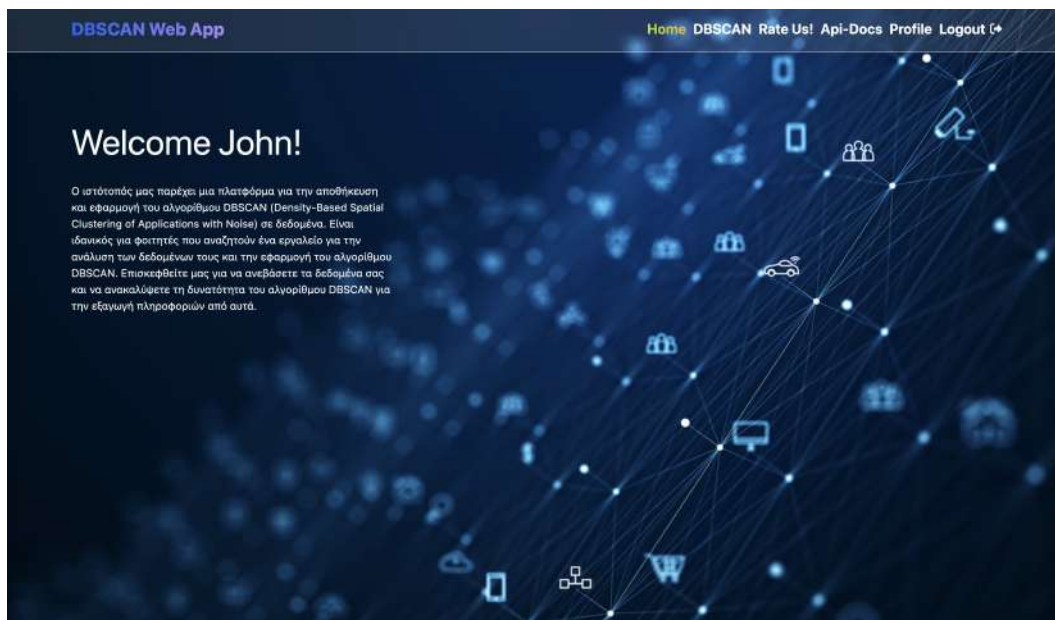 DBSCAN Web App
Home DBSCAN Rate Us! Api-Docs Profile Logout
Welcome John!
Ο ιστότοπός μας παρέχει μια πλατφόρμα για την αποθήκευση
και εφαρμογή του αλγορίθμου DBSCAN (Density-Based Spatial
Clustering of Applications with Noise) σε δεδομένα. Είναι
ιδανικός για φοιτητές που αναζητούν ένα εργαλείο για την
ανάλυση των δεδομένων τους και την εφαρμογή του αλγορίθμου
DBSCAN. Επισκεφθείτε μας για να ανεβάσετε τα δεδομένα σας
και να ανακαλύψετε τη δυνατότητα του αλγορίθμου DBSCAN για
την εξαγωγή πληροφοριών από αυτά.